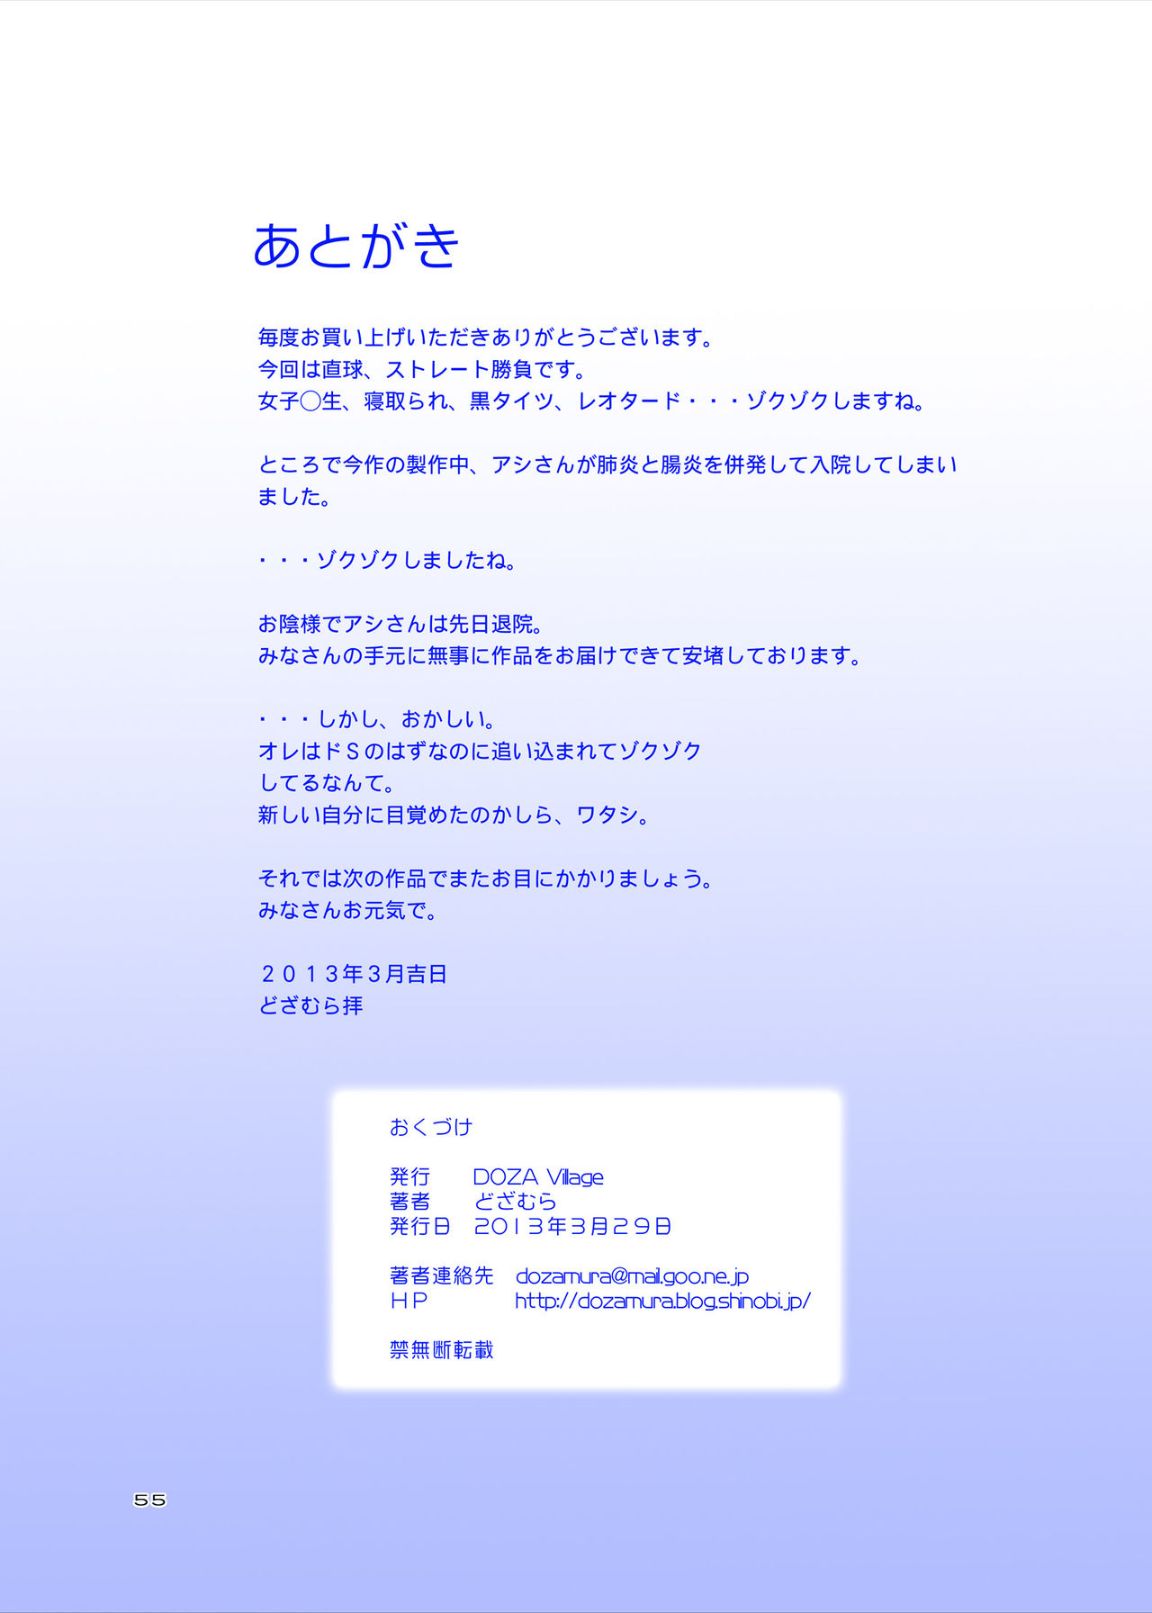 あとがき
毎度お買い上げいただきありがとうございます。
今回は直球、ストレート勝負です。
女子◯生、寝取られ、黒タイツ、レオタード・・・ゾクゾクしますね。
ところで今作の製作中、アシさんが肺炎と腸炎を併発して入院してしまい
ました。
・・・ゾクゾクしましたね。
お陰様でアシさんは先日退院。
みなさんの手元に無事に作品をお届けできて安堵しております。
・・・しかし、おかしい。
オレはドＳのはずなのに追い込まれてゾクゾク
してるなんて。
新しい自分に目覚めたのかしら、ワタシ。
それでは次の作品でまたお目にかかりましょう。
みなさんお元気で。
２０１３年３月吉日
どざむら拝
おくづけ
発行　　DOZA Village
著者　　どざむら
発行日　２０１３年３月２９日
著者連絡先　dozamura@mail.goo.ne.jp
ＨＰ　　　　http://dozamura.blog.shinobi.jp/
禁無断転載
55